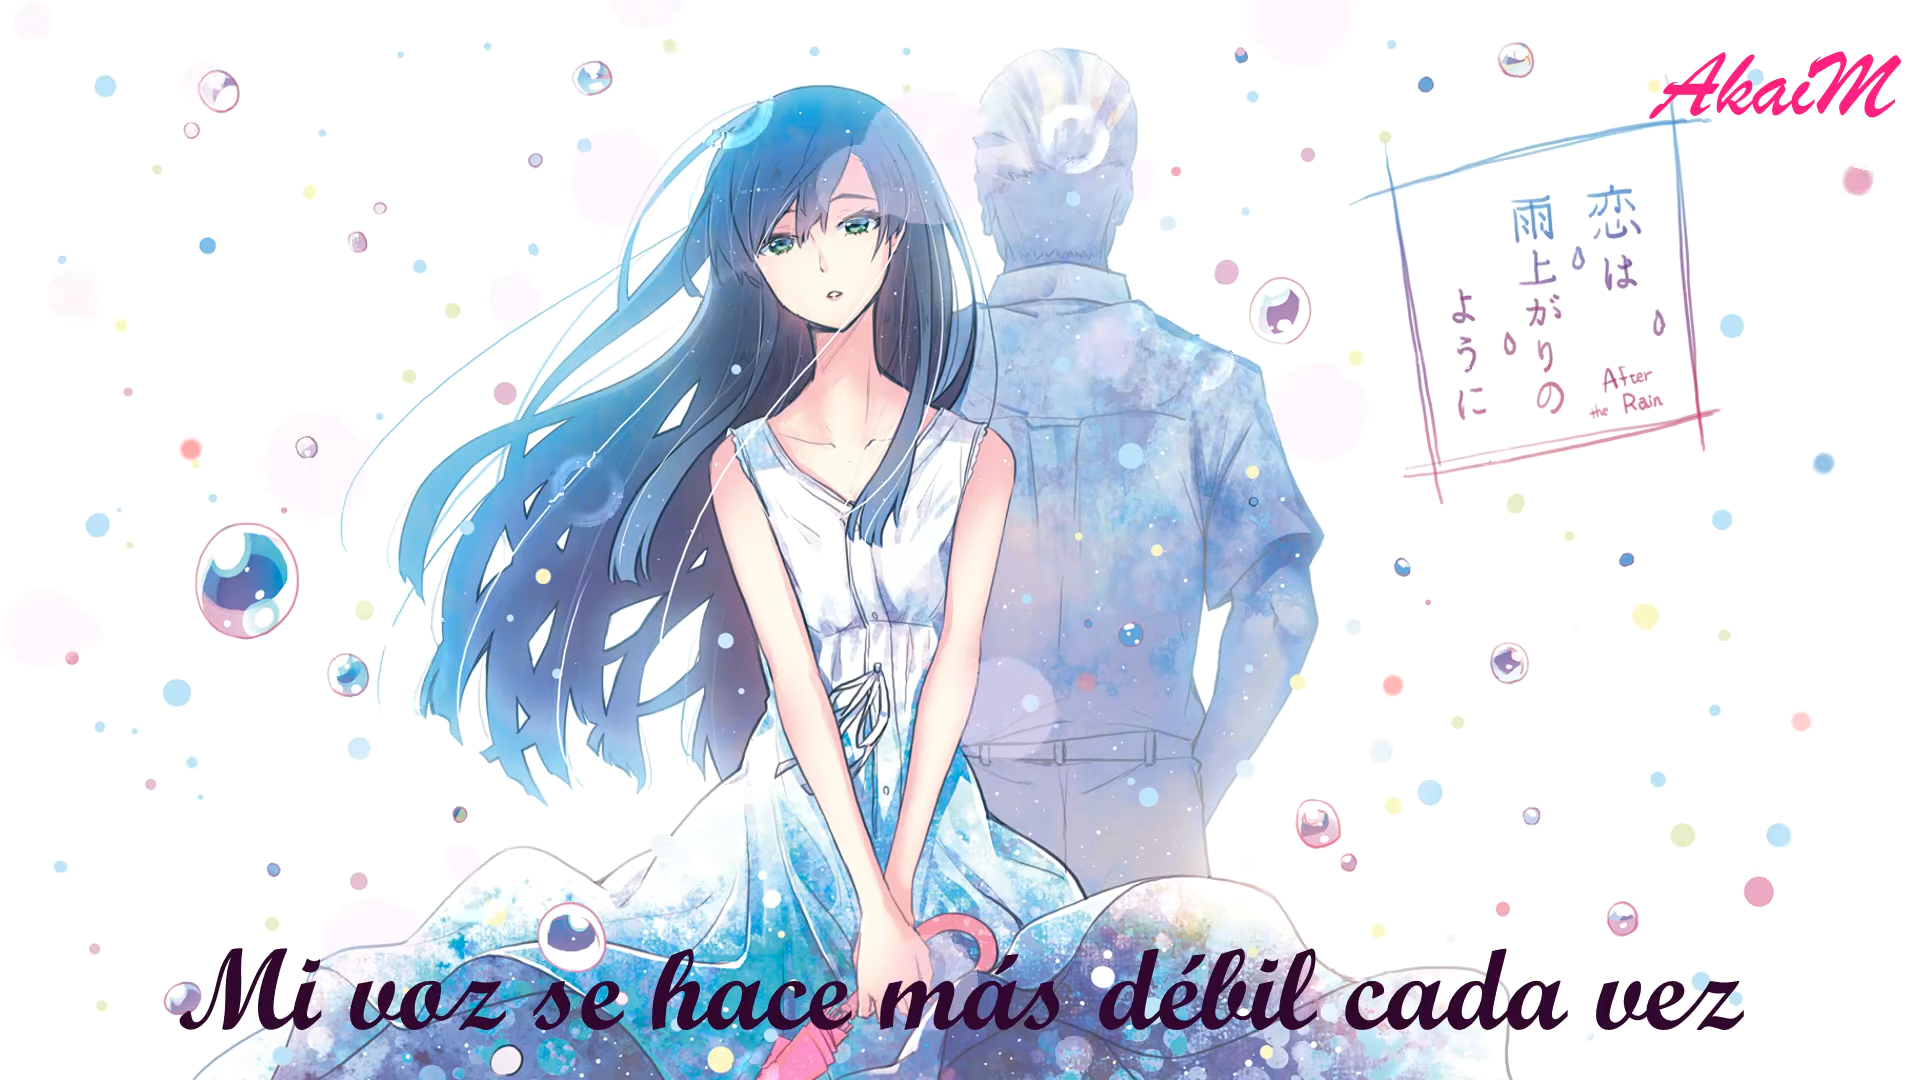 AkaiM
恋は
雨上がりの
ように
After
the Rain
Mi voz se hace más débil cada vez